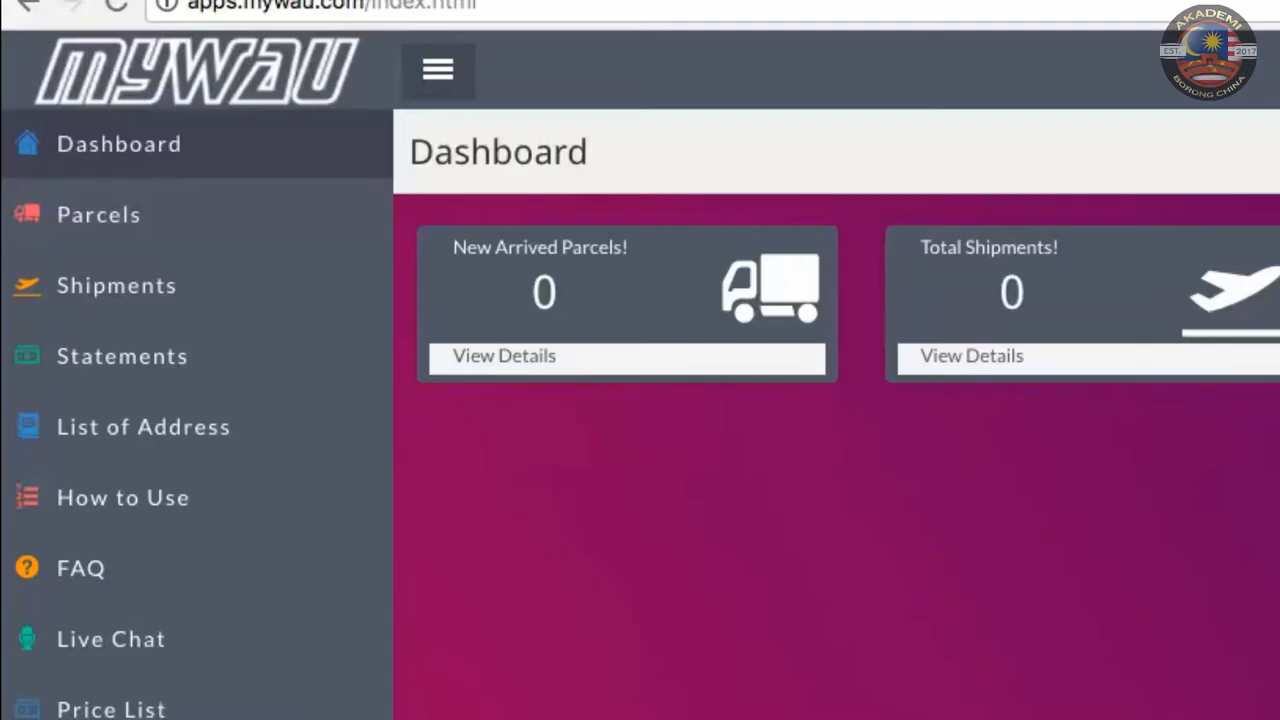 apps.mywau.com/index.html
mywau
AKADEMI
EST. 2017
BORONG CHINA
Dashboard
Parcels
Shipments
Statements
List of Address
How to Use
FAQ
Live Chat
Price List
Dashboard
New Arrived Parcels!
0
View Details
Total Shipments!
0
View Details